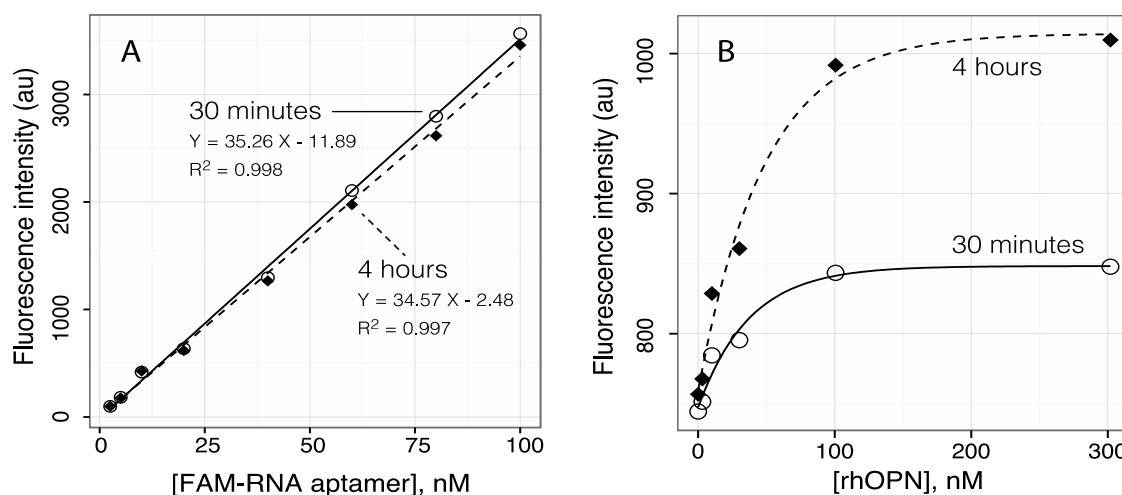 A
Fluorescence intensity (au)
3000
2000
1000
0
30 minutes
Y = 35.26 X - 11.89
R² = 0.998
4 hours
Y = 34.57 X - 2.48
R² = 0.997
0 25 50 75 100
[FAM-RNA aptamer], nM
B
Fluorescence intensity (au)
1000
900
800
4 hours
30 minutes
0 100 200 300
[rhOPN], nM